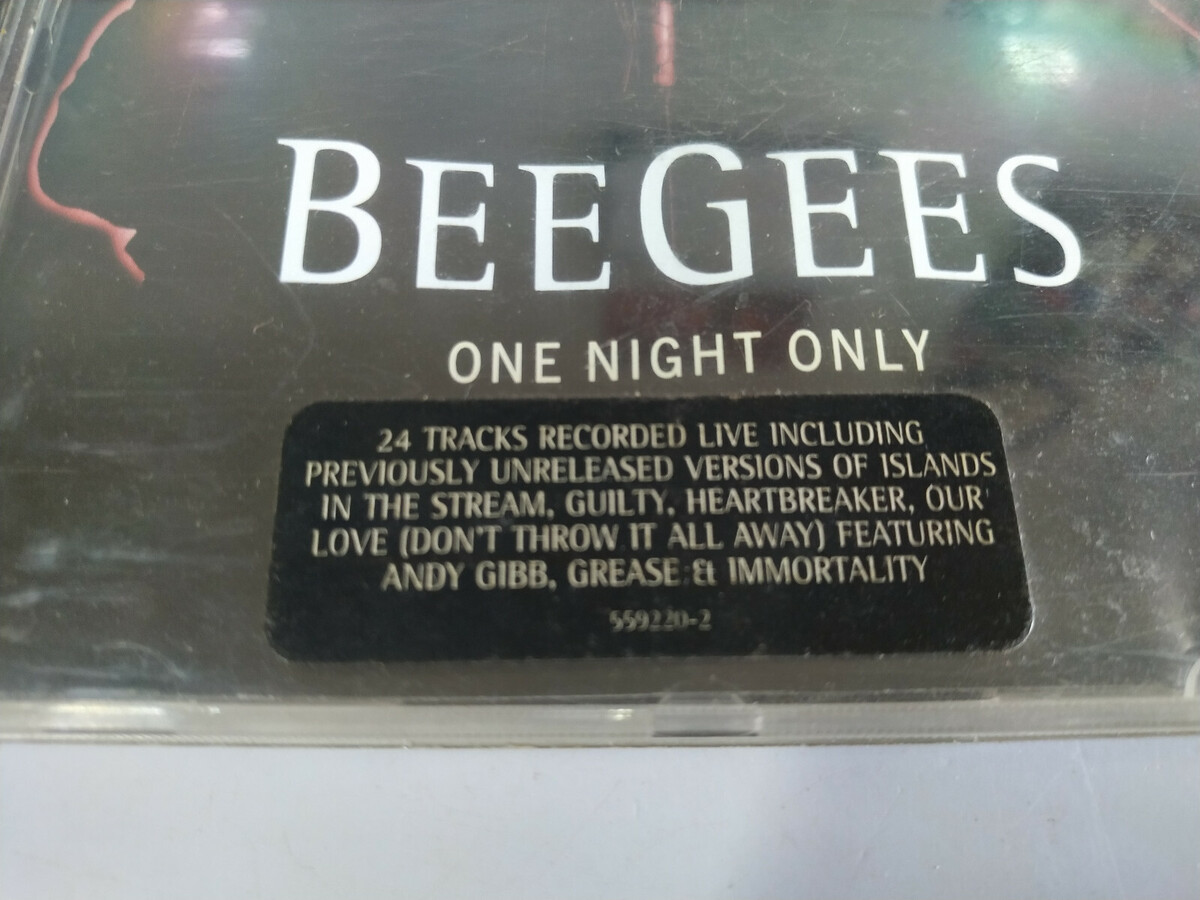 BEEGEES
ONE NIGHT ONLY
24 TRACKS RECORDED LIVE INCLUDING
PREVIOUSLY UNRELEASED VERSIONS OF ISLANDS
IN THE STREAM, GUILTY, HEARTBREAKER, OUR
LOVE (DON'T THROW IT ALL AWAY) FEATURING
ANDY GIBB, GREASE & IMMORTALITY
559220-2